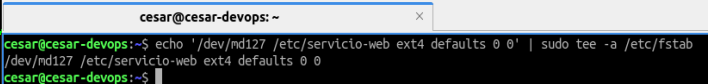 cesar@cesar-devops: ~
cesar@cesar-devops:~$ echo '/dev/md127 /etc/servicio-web ext4 defaults 0 0' | sudo tee -a /etc/fstab
/dev/md127 /etc/servicio-web ext4 defaults 0 0
cesar@cesar-devops:~$